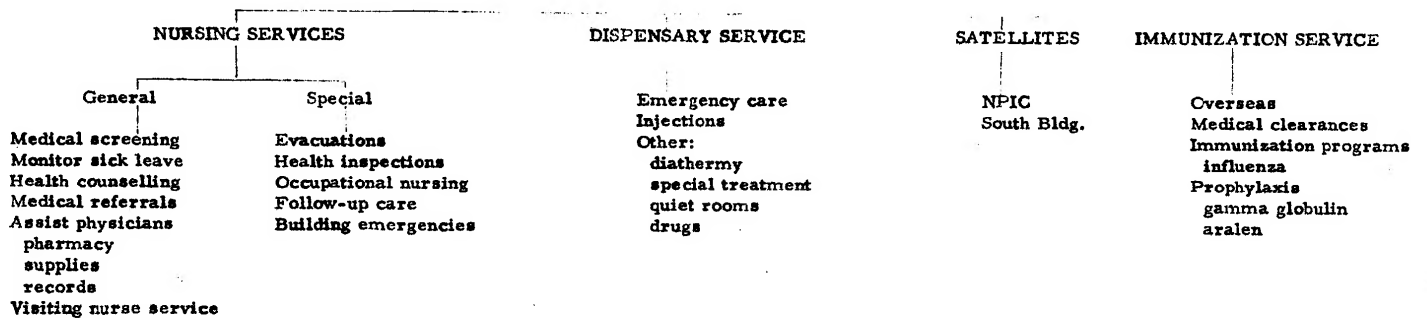 NURSING SERVICES
General
Medical screening
Monitor sick leave
Health counselling
Medical referrals
Assist physicians
pharmacy
supplies
records
Visiting nurse service
Special
Evacuations
Health inspections
Occupational nursing
Follow-up care
Building emergencies
DISPENSARY SERVICE
Emergency care
Injections
Other:
diathermy
special treatment
quiet rooms
drugs
SATELLITES
NPIC
South Bldg.
IMMUNIZATION SERVICE
Overseas
Medical clearances
Immunization programs
influenza
Prophylaxis
gamma globulin
aralen